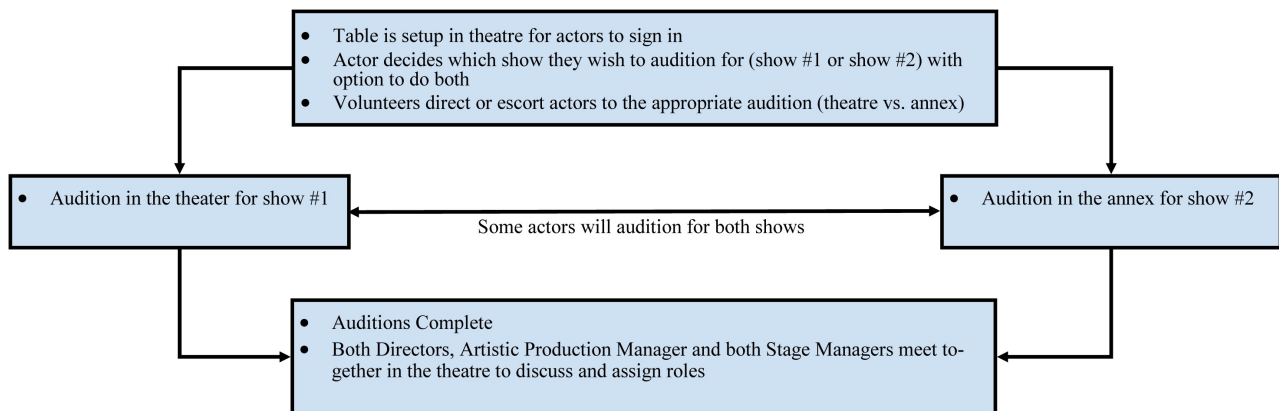 • Table is setup in theatre for actors to sign in
• Actor decides which show they wish to audition for (show #1 or show #2) with
option to do both
• Volunteers direct or escort actors to the appropriate audition (theatre vs. annex)
• Audition in the theater for show #1
• Audition in the annex for show #2
Some actors will audition for both shows
• Auditions Complete
• Both Directors, Artistic Production Manager and both Stage Managers meet to-
gether in the theatre to discuss and assign roles